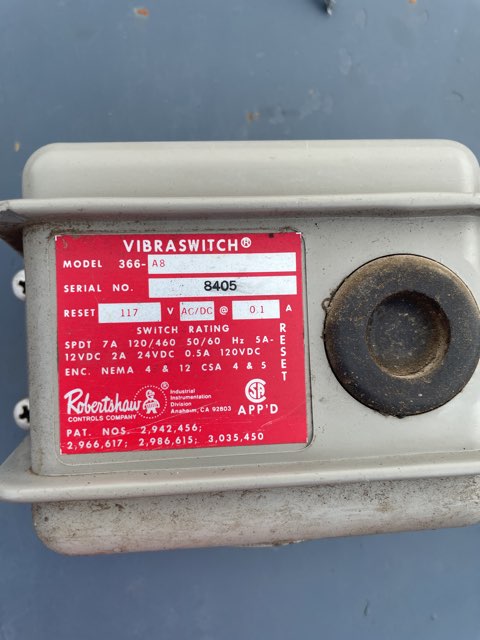 VIBRASWITCH®
MODEL 366- A8
SERIAL NO. 8405
RESET 117 V AC/DC @ 0.1 A
SWITCH RATING
SPDT 7A 120/460 50/60 Hz 5A-
12VDC 2A 24VDC 0.5A 120VDC
ENC. NEMA 4 & 12 CSA 4 & 5
RESET
Robertshaw
CONTROLS COMPANY
Industrial
Instrumentation
Division
Anaheim, CA 92803
SA
APP'D
PAT. NOS. 2,942,456;
2,966,617; 2,986,615; 3,035,450